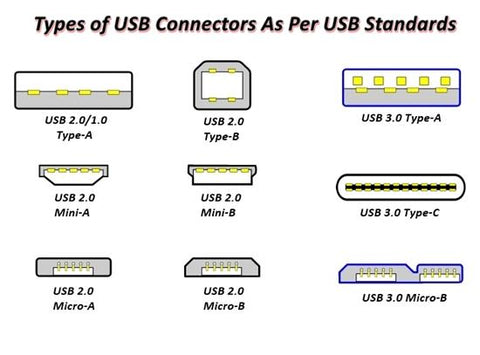 Types of USB Connectors As Per USB Standards
USB 2.0/1.0
Type-A
USB 2.0
Type-B
USB 3.0 Type-A
USB 2.0
Mini-A
USB 2.0
Mini-B
USB 3.0 Type-C
USB 2.0
Micro-A
USB 2.0
Micro-B
USB 3.0 Micro-B